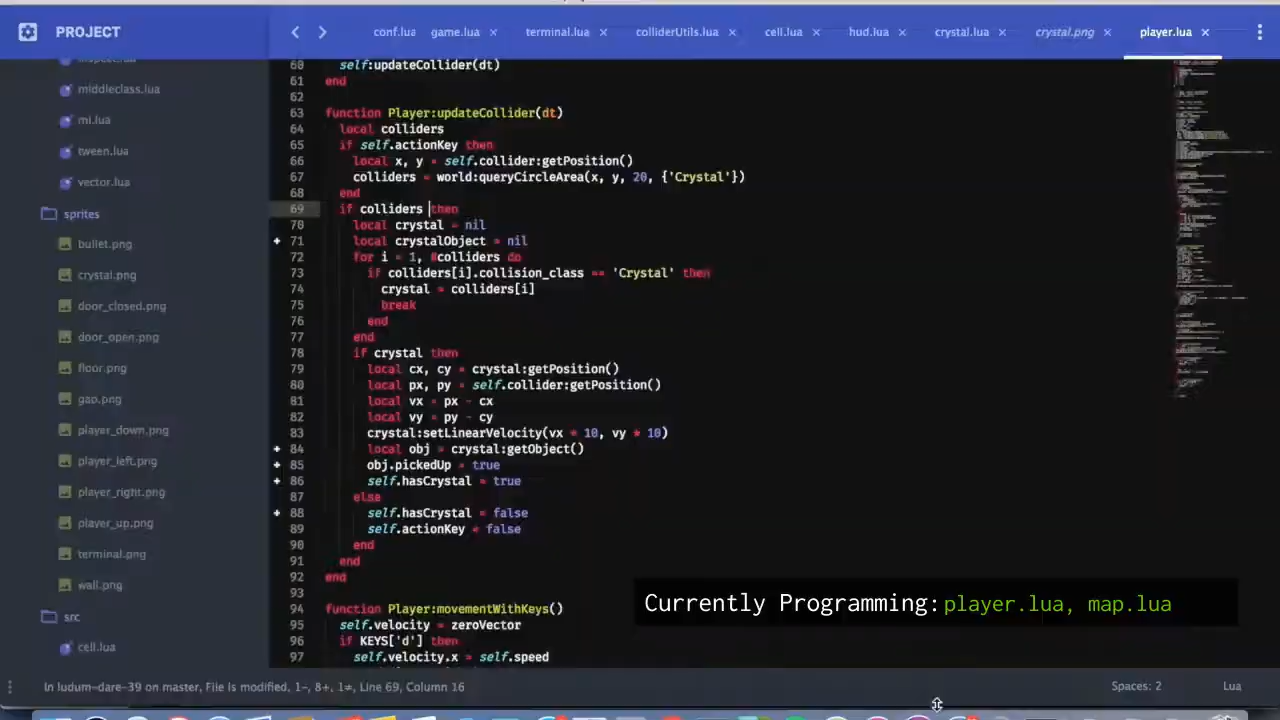 PROJECT
conf.lua game.lua × terminal.lua × colliderUtils.lua × cell.lua × hud.lua × crystal.lua × crystal.png × player.lua ×
inspect.lua
middleclass.lua
ml.lua
tween.lua
vector.lua
sprites
bullet.png
crystal.png
door_closed.png
door_open.png
floor.png
gap.png
player_down.png
player_left.png
player_right.png
player_up.png
terminal.png
wall.png
src
cell.lua
60 self:updateCollider(dt)
61 end
62
63 function Player:updateCollider(dt)
64 local colliders
65 if self.actionKey then
66 local x, y = self.collider:getPosition()
67 colliders = world:queryCircleArea(x, y, 20, {'Crystal'})
68 end
69 if colliders then
70 local crystal = nil
71 local crystalObject = nil
72 for i = 1, #colliders do
73 if colliders[i].collision_class == 'Crystal' then
74 crystal = colliders[i]
75 break
76 end
77 end
78 if crystal then
79 local cx, cy = crystal:getPosition()
80 local px, py = self.collider:getPosition()
81 local vx = px - cx
82 local vy = py - cy
83 crystal:setLinearVelocity(vx * 10, vy * 10)
84 local obj = crystal:getObject()
85 obj.pickedUp = true
86 self.hasCrystal = true
87 else
88 self.hasCrystal = false
89 self.actionKey = false
90 end
91 end
92 end
93
94 function Player:movementWithKeys()
95 self.velocity = zeroVector
96 if KEYS['d'] then
97 self.velocity.x = self.speed
Currently Programming: player.lua, map.lua
In ludum-dare-39 on master, File is modified, 1-, 8+, 1≠, Line 69, Column 16
Spaces: 2 Lua